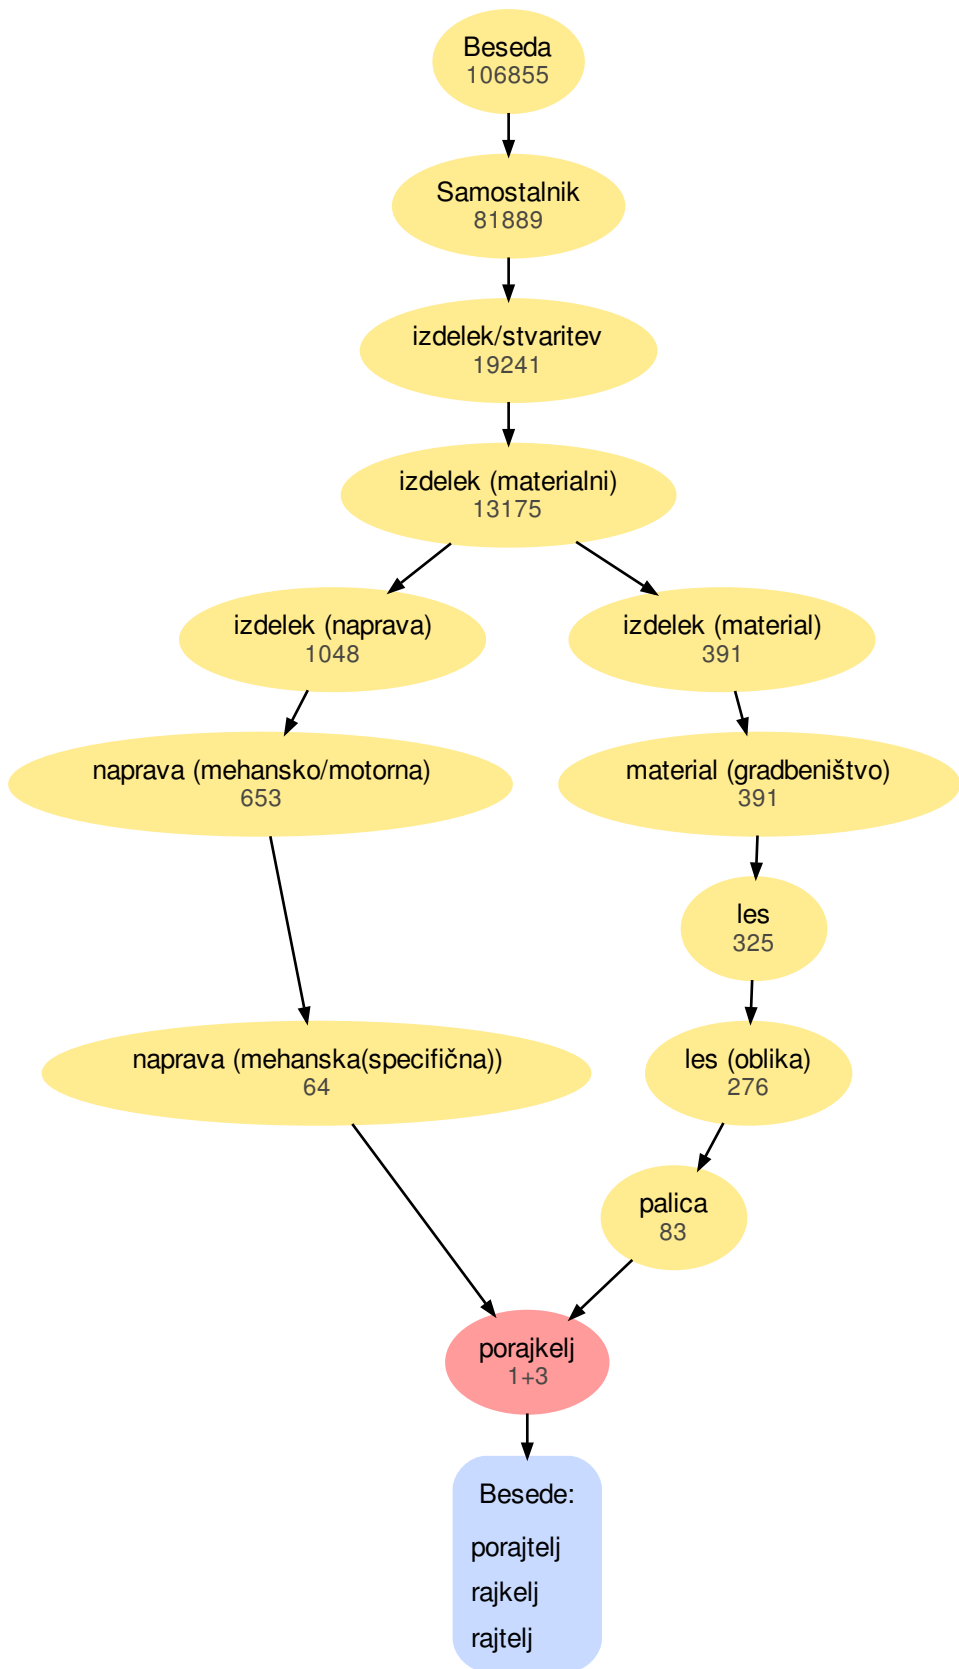 Beseda
106855
Samostalnik
81889
izdelek/stvaritev
19241
izdelek (materialni)
13175
izdelek (naprava)
1048
izdelek (material)
391
naprava (mehansko/motorna)
653
material (gradbeništvo)
391
les
325
naprava (mehanska(specifična))
64
les (oblika)
276
palica
83
porajkelj
1+3
Besede:
porajtelj
rajkelj
rajtelj